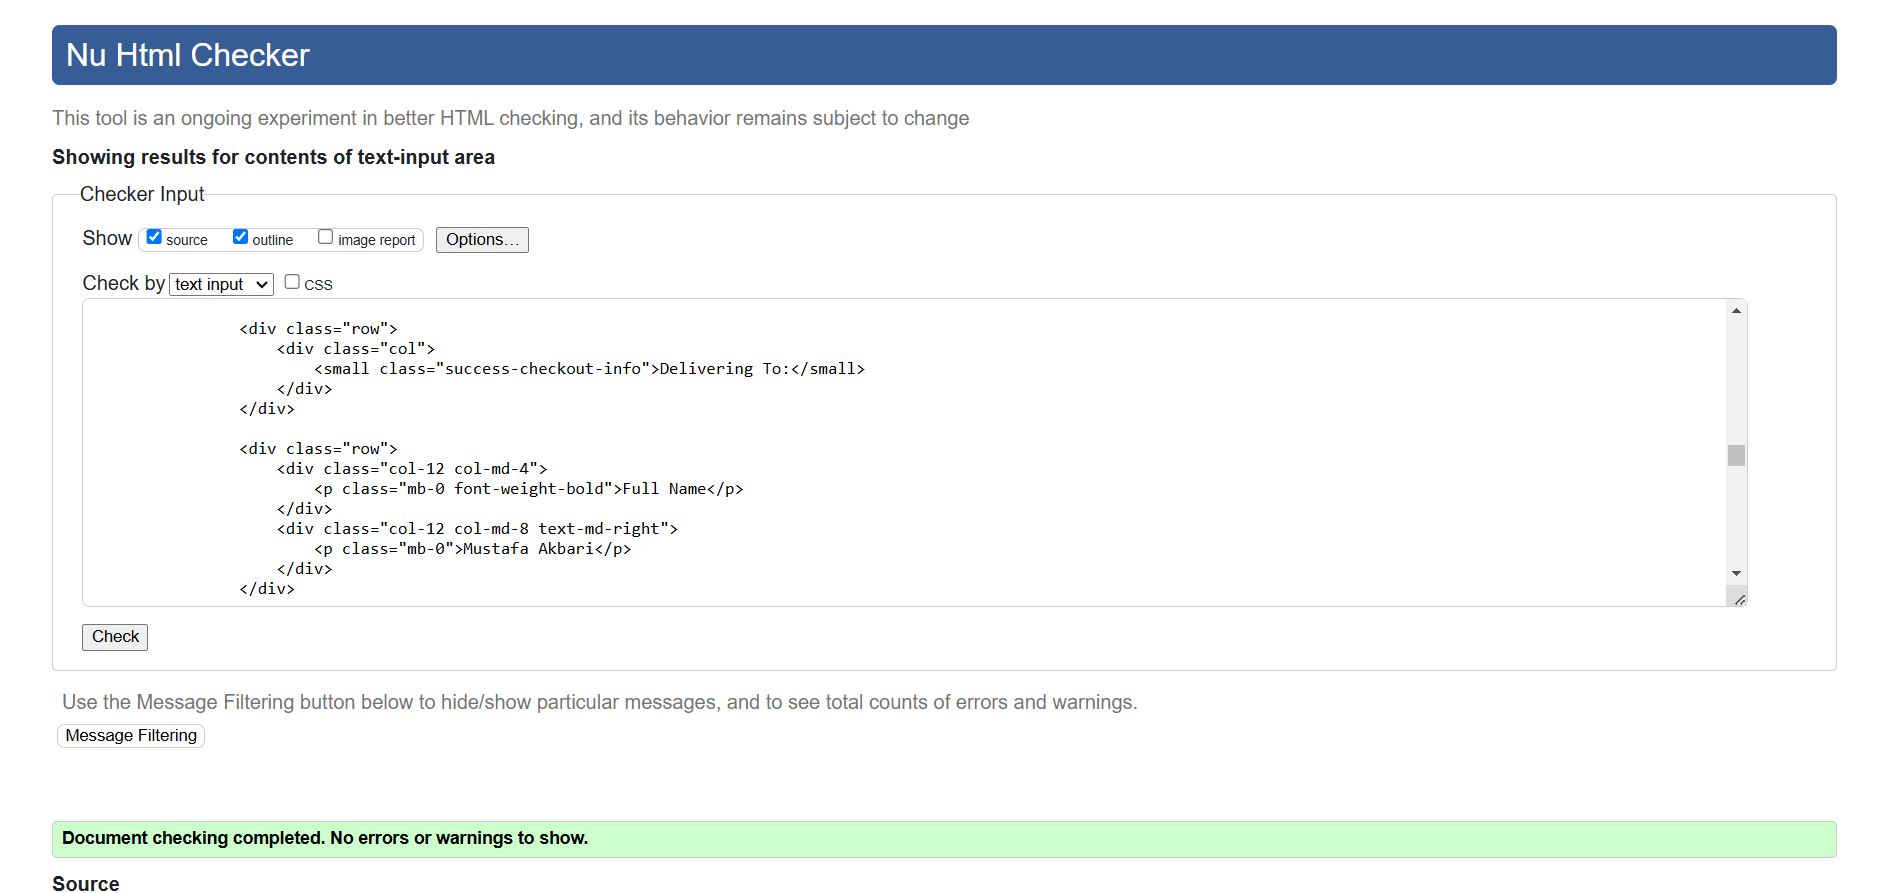 Nu Html Checker
This tool is an ongoing experiment in better HTML checking, and its behavior remains subject to change
Showing results for contents of text-input area
Checker Input
Show source outline image report Options...
Check by text input CSS
<div class="row">
<div class="col">
<small class="success-checkout-info">Delivering To:</small>
</div>
</div>
<div class="row">
<div class="col-12 col-md-4">
<p class="mb-0 font-weight-bold">Full Name</p>
</div>
<div class="col-12 col-md-8 text-md-right">
<p class="mb-0">Mustafa Akbari</p>
</div>
</div>
Check
Use the Message Filtering button below to hide/show particular messages, and to see total counts of errors and warnings.
Message Filtering
Document checking completed. No errors or warnings to show.
Source